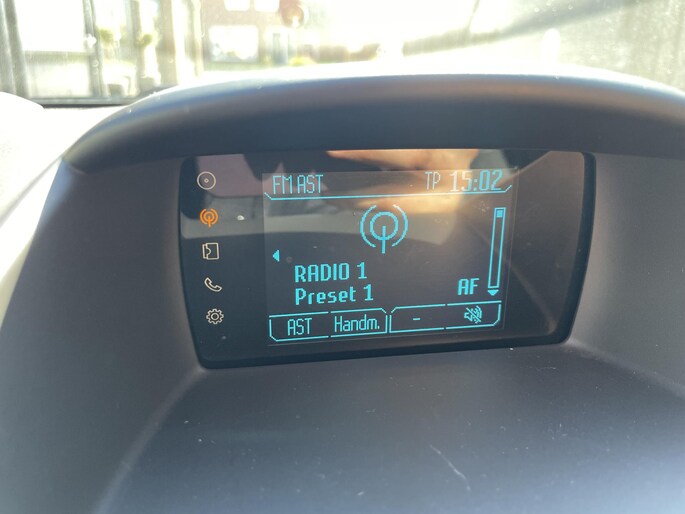 FM AST TP 15:02
RADIO 1
Preset 1 AF
AST Handm. -